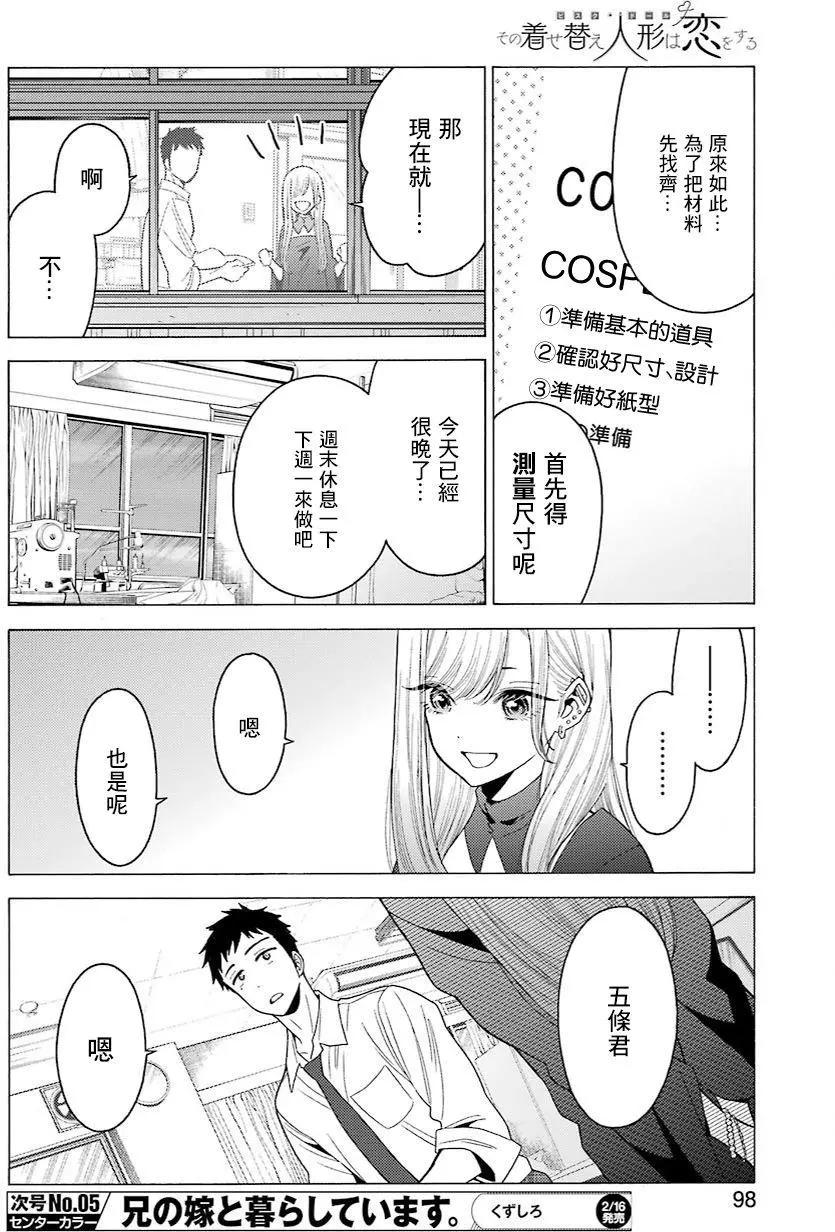 ビスク・ドール
その着せ替え人形は恋をする
原來如此…
為了把材料
先找齊…
CO
COSP
①準備基本的道具
②確認好尺寸、設計
③準備好紙型
準備
首先得
測量尺寸呢
那
現在就——…
啊
不…
今天已經
很晚了…
週末休息一下
下週一來做吧
——………
………
嗯
也是呢
五條君
嗯
98
次号No.05
センターカラー
兄の嫁と暮らしています。
くずしろ
2/16
発売